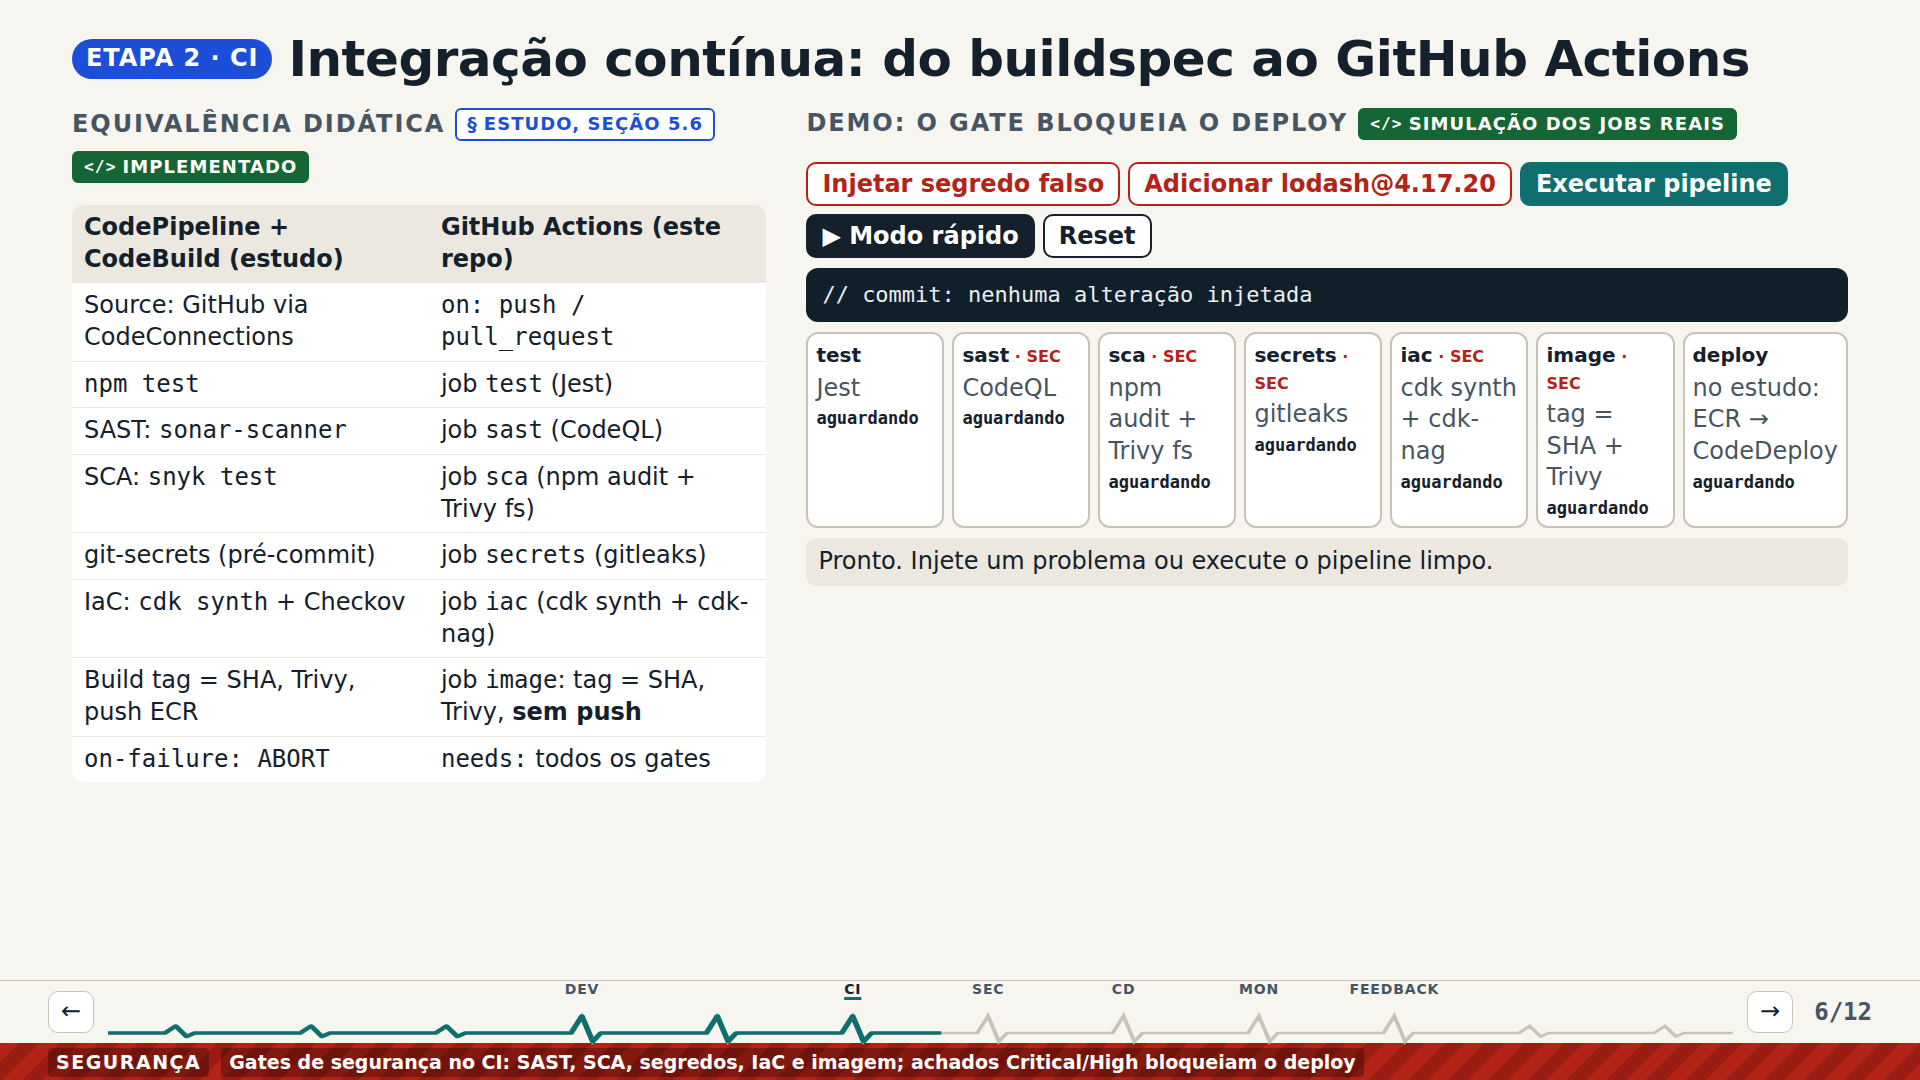 ETAPA 2 · CI Integração contínua: do buildspec ao GitHub Actions
EQUIVALÊNCIA DIDÁTICA § ESTUDO, SEÇÃO 5.6
</> IMPLEMENTADO
CodePipeline + CodeBuild (estudo)
GitHub Actions (este repo)
Source: GitHub via CodeConnections
on: push / pull_request
npm test
job test (Jest)
SAST: sonar-scanner
job sast (CodeQL)
SCA: snyk test
job sca (npm audit + Trivy fs)
git-secrets (pré-commit)
job secrets (gitleaks)
IaC: cdk synth + Checkov
job iac (cdk synth + cdk-nag)
Build tag = SHA, Trivy, push ECR
job image: tag = SHA, Trivy, sem push
on-failure: ABORT
needs: todos os gates
DEMO: O GATE BLOQUEIA O DEPLOY </> SIMULAÇÃO DOS JOBS REAIS
Injetar segredo falso
Adicionar lodash@4.17.20
Executar pipeline
▶ Modo rápido
Reset
// commit: nenhuma alteração injetada
test
Jest
aguardando
sast · SEC
CodeQL
aguardando
sca · SEC
npm audit + Trivy fs
aguardando
secrets · SEC
gitleaks
aguardando
iac · SEC
cdk synth + cdk-nag
aguardando
image · SEC
tag = SHA + Trivy
aguardando
deploy
no estudo: ECR → CodeDeploy
aguardando
Pronto. Injete um problema ou execute o pipeline limpo.
←
DEV
CI
SEC
CD
MON
FEEDBACK
→
6/12
SEGURANÇA Gates de segurança no CI: SAST, SCA, segredos, IaC e imagem; achados Critical/High bloqueiam o deploy